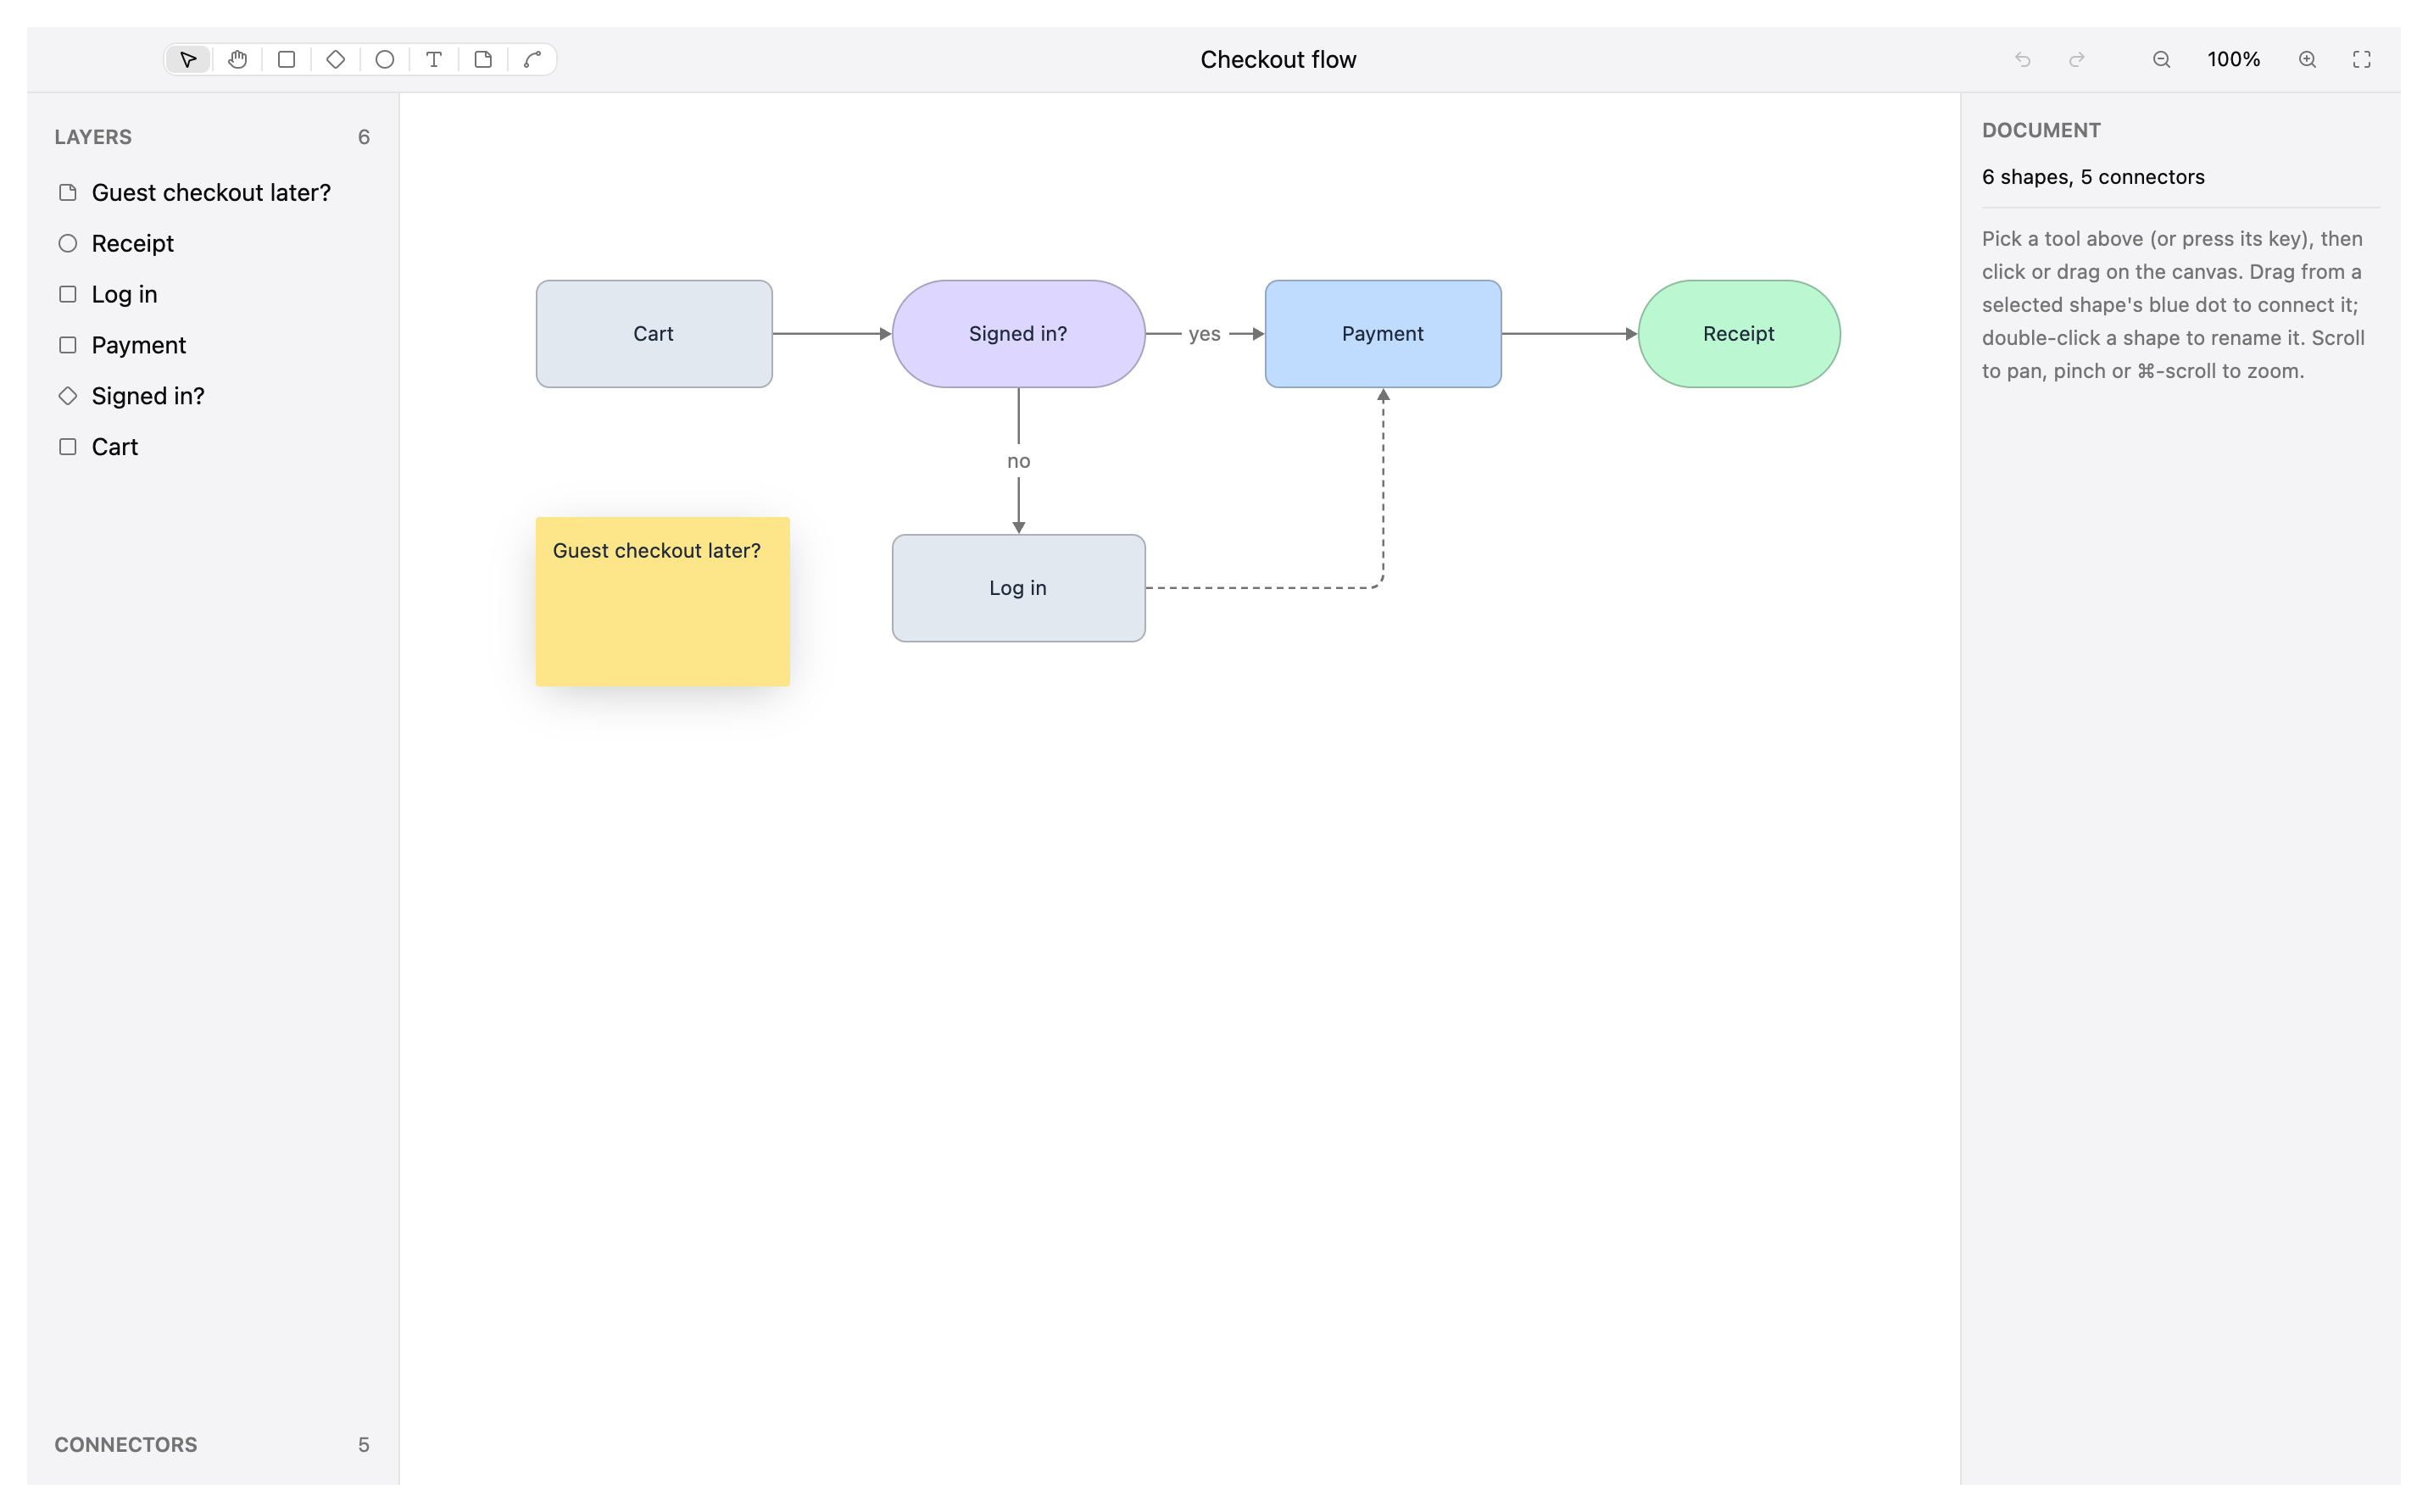 Checkout flow
100%
LAYERS 6
Guest checkout later?
Receipt
Log in
Payment
Signed in?
Cart
CONNECTORS 5
Cart
Signed in?
yes
Payment
Receipt
no
Guest checkout later?
Log in
DOCUMENT
6 shapes, 5 connectors
Pick a tool above (or press its key), then
click or drag on the canvas. Drag from a
selected shape's blue dot to connect it;
double-click a shape to rename it. Scroll
to pan, pinch or ⌘-scroll to zoom.